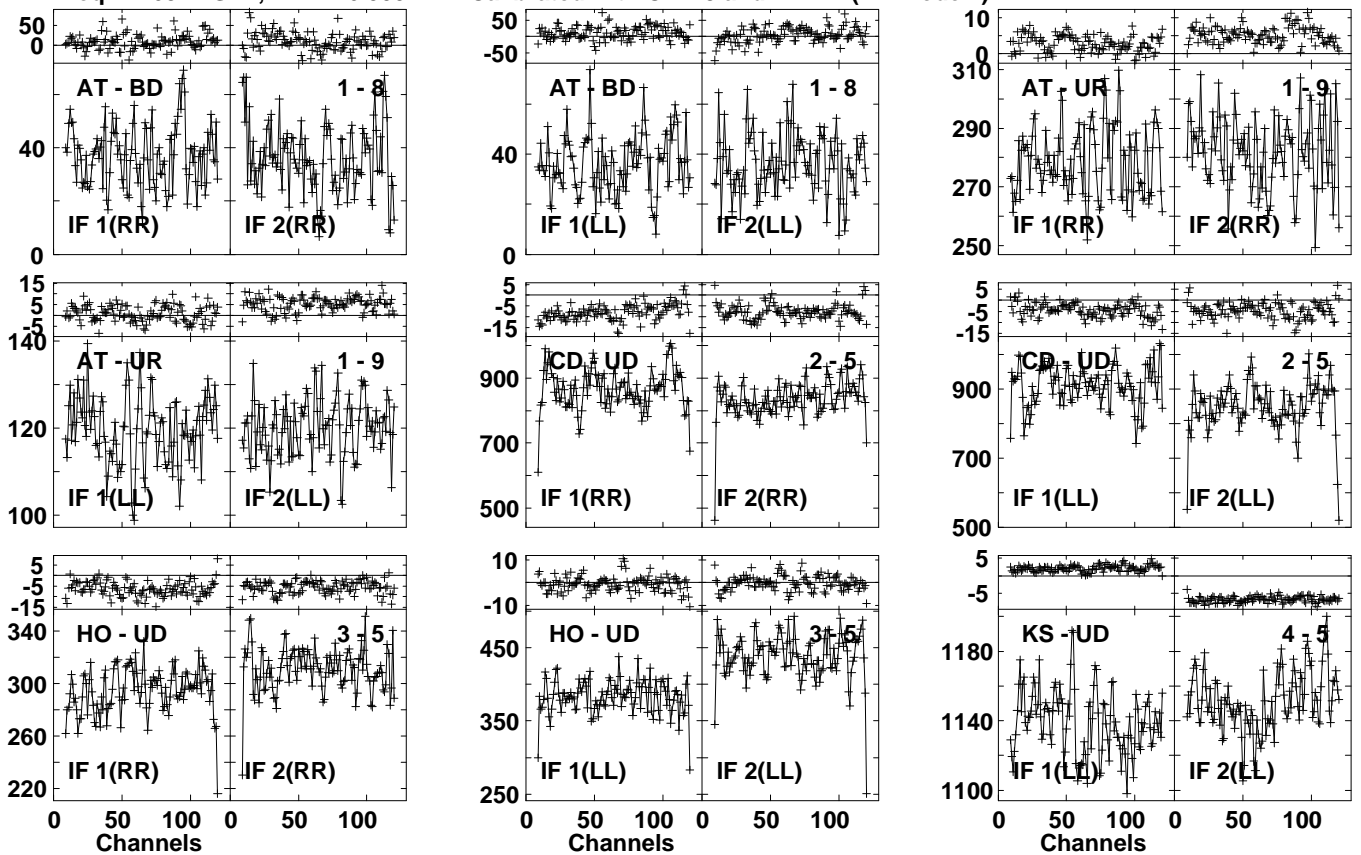 50
0
AT - BD 1 - 8
40
IF 1(RR) IF 2(RR)
0
50
-50
AT - BD 1 - 8
40
IF 1(LL) IF 2(LL)
0
10
0
310
AT - UR 1 - 9
290
270
IF 1(RR) IF 2(RR)
250
15
5
-5
140
AT - UR 1 - 9
120
IF 1(LL) IF 2(LL)
100
5
-5
-15
CD - UD 2 - 5
900
700
IF 1(RR) IF 2(RR)
500
5
-5
-15
CD - UD 2 - 5
900
700
IF 1(LL) IF 2(LL)
500
5
-5
-15
340
HO - UD 3 - 5
300
260
IF 1(RR) IF 2(RR)
220
0 50 100 0 50 100
Channels
10
-10
HO - UD 3 - 5
450
350
IF 1(LL) IF 2(LL)
250
0 50 100 0 50 100
Channels
5
-5
KS - UD 4 - 5
1180
1140
IF 1(LL) IF 2(LL)
1100
0 50 100 0 50 100
Channels